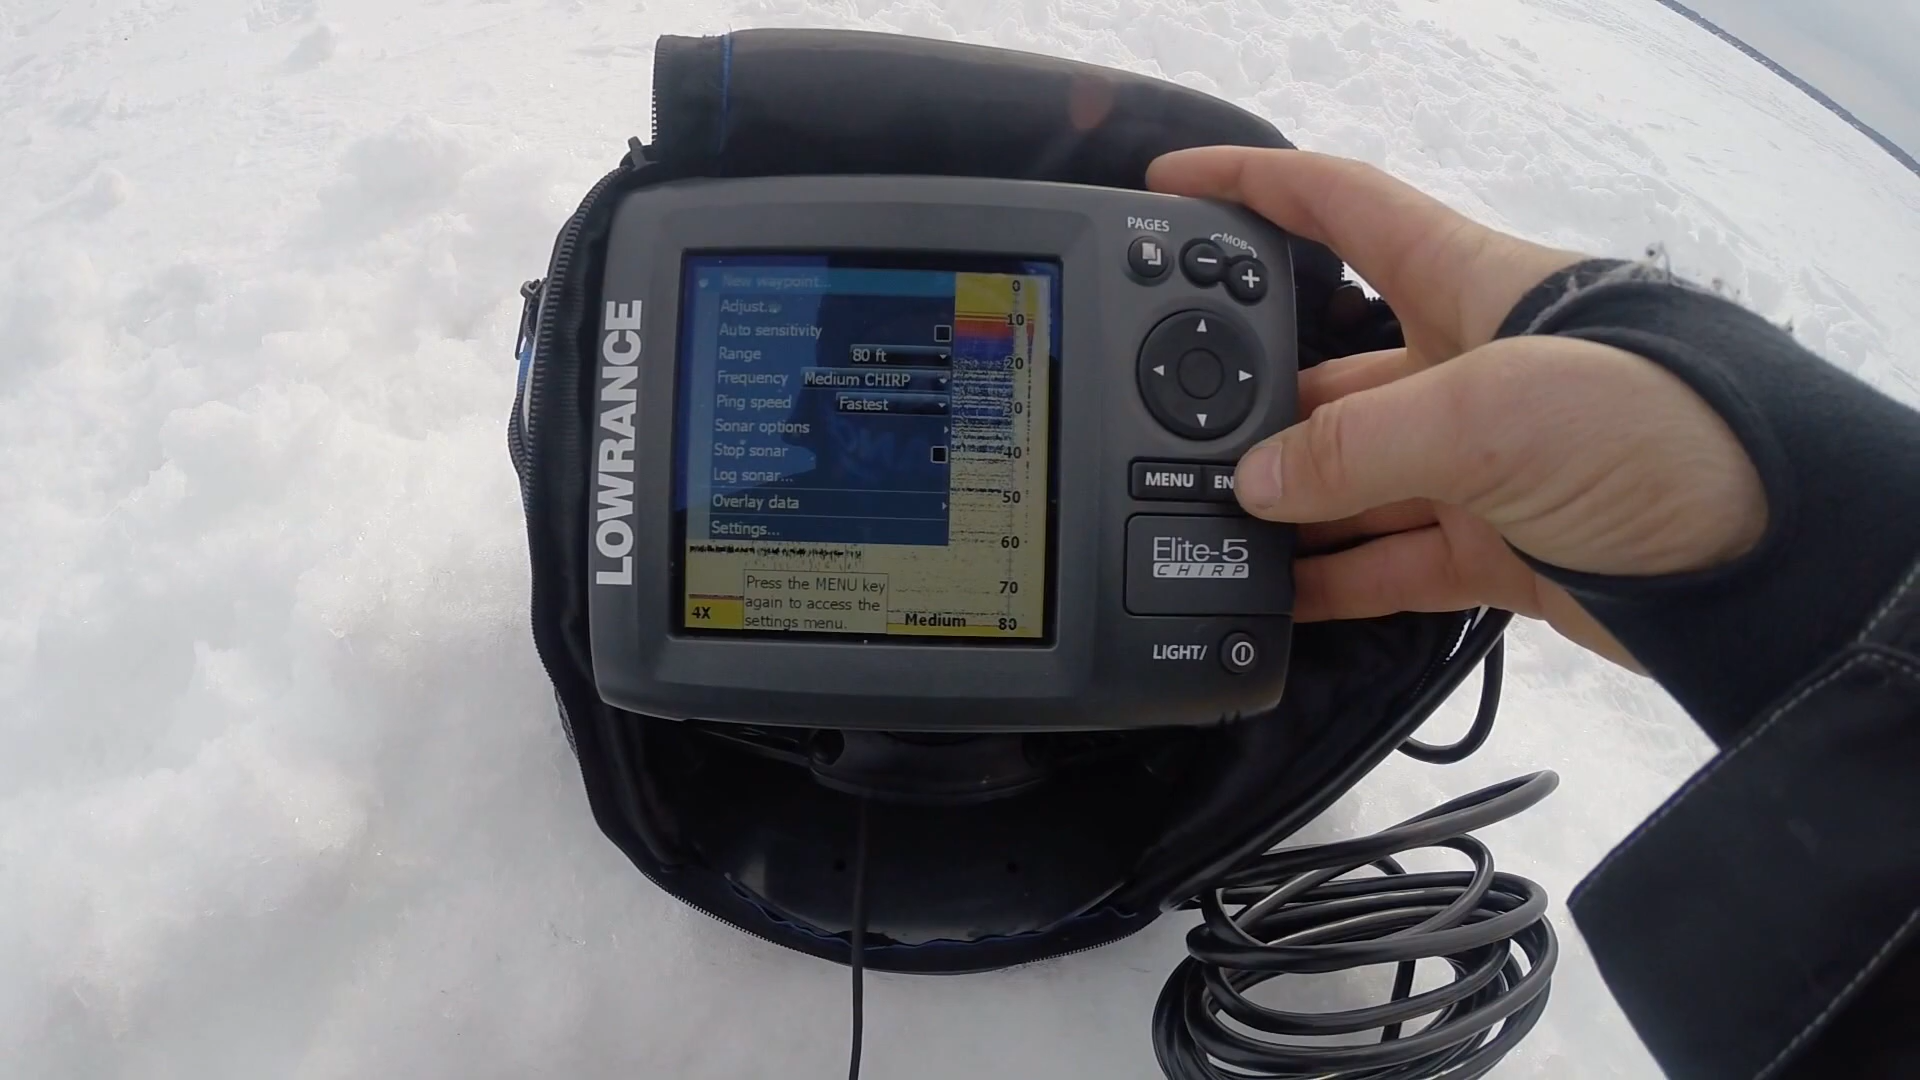 PAGES
MOB
LOWRANCE
New waypoint...
Adjust...
Auto sensitivity
Range 80 ft
Frequency Medium CHIRP
Ping speed Fastest
Sonar options
Stop sonar
Log sonar...
Overlay data
Settings...
Press the MENU key
again to access the
settings menu.
4X
Medium
0
10
20
30
40
50
60
70
80
MENU
EN
Elite-5
CHIRP
LIGHT/